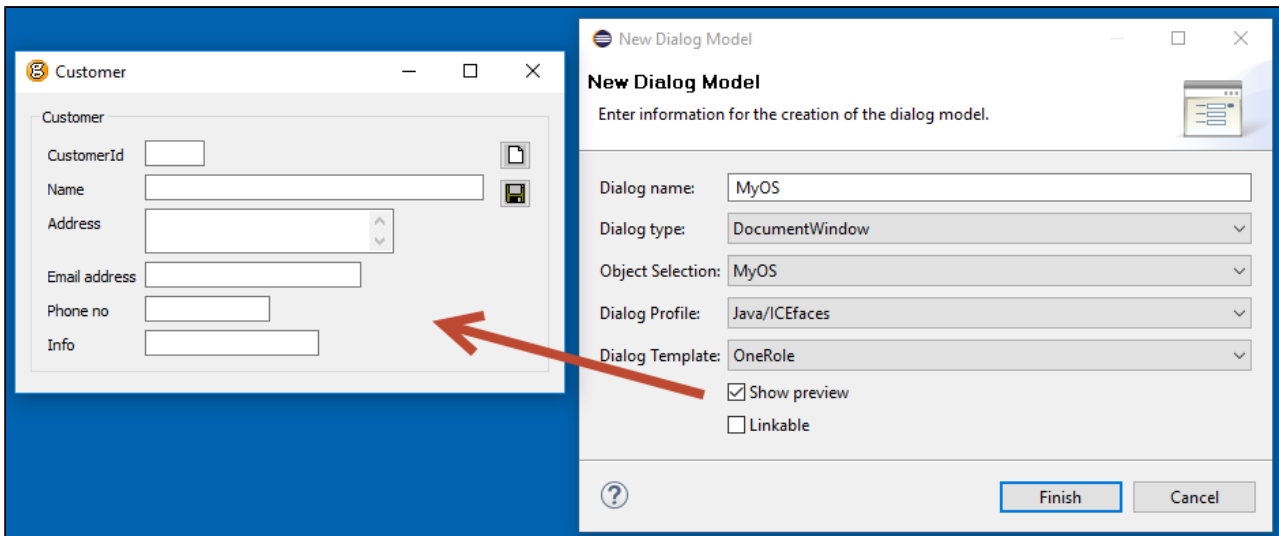 Customer
Customer
CustomerId
Name
Address
Email address
Phone no
Info
New Dialog Model
New Dialog Model
Enter information for the creation of the dialog model.
Dialog name: MyOS
Dialog type: DocumentWindow
Object Selection: MyOS
Dialog Profile: Java/ICEfaces
Dialog Template: OneRole
Show preview
Linkable
?
Finish Cancel